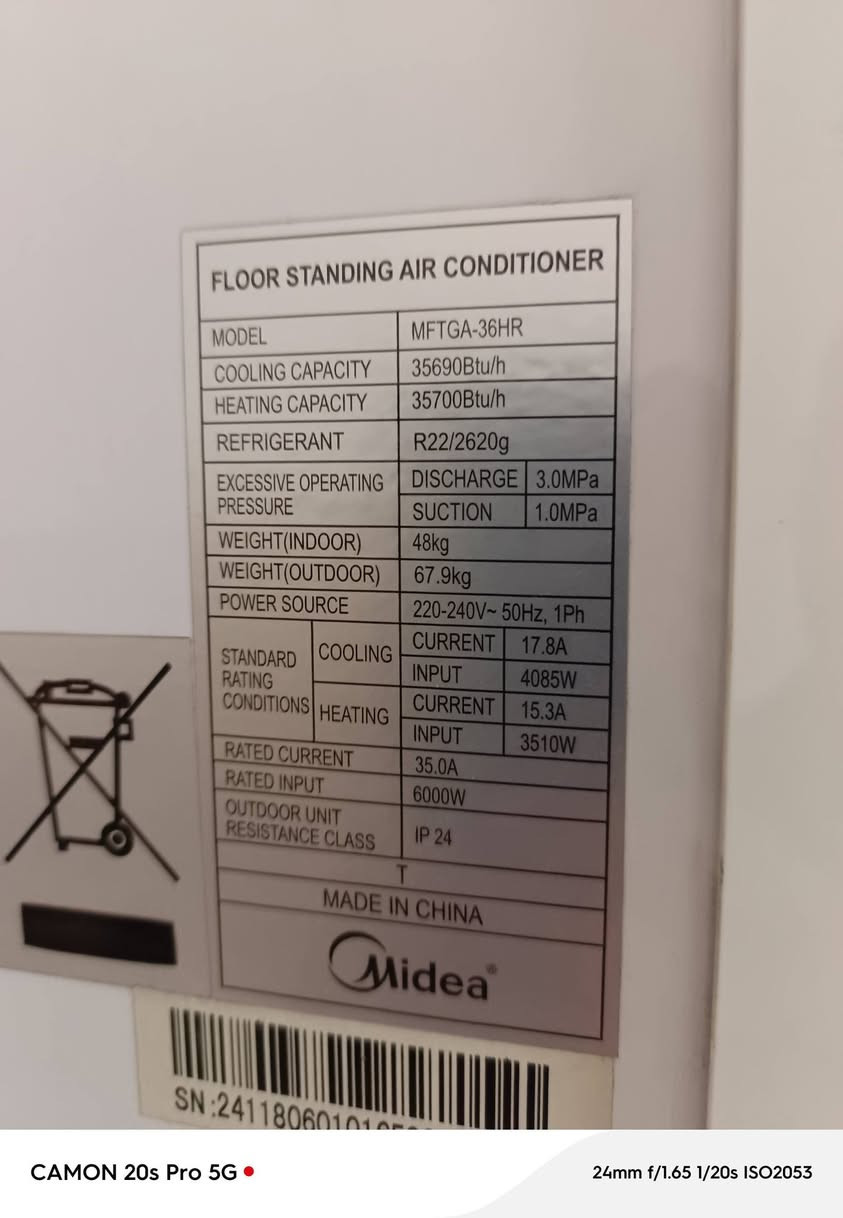 FLOOR STANDING AIR CONDITIONER
MODEL MFTGA-36HR
COOLING CAPACITY 35690Btu/h
HEATING CAPACITY 35700Btu/h
REFRIGERANT R22/2620g
EXCESSIVE OPERATING PRESSURE DISCHARGE 3.0MPa
SUCTION 1.0MPa
WEIGHT(INDOOR) 48kg
WEIGHT(OUTDOOR) 67.9kg
POWER SOURCE 220-240V~ 50Hz, 1Ph
STANDARD RATING CONDITIONS COOLING CURRENT 17.8A
INPUT 4085W
HEATING CURRENT 15.3A
INPUT 3510W
RATED CURRENT 35.0A
RATED INPUT 6000W
OUTDOOR UNIT RESISTANCE CLASS IP 24
T
MADE IN CHINA
Midea®
SN:241180601010
CAMON 20s Pro 5G
24mm f/1.65 1/20s ISO2053